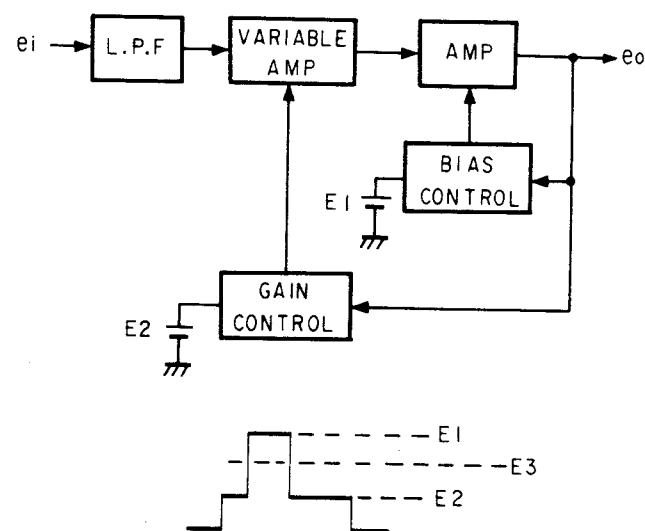 ei
L.P.F
VARIABLE
AMP
AMP
eo
BIAS
CONTROL
E1
GAIN
CONTROL
E2
E1
E3
E2